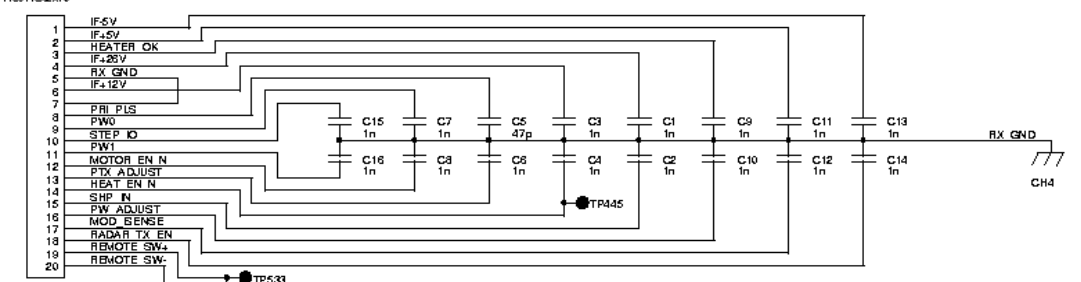 IF-5V
1
IF+5V
2
HEATER OK
3
IF+26V
4
RX GND
5
IF+12V
6
7
PRI PLS
8
PW0
9
STEP IO
10
PW1
11
MOTOR EN N
12
PTX ADJUST
13
HEAT EN N
14
SHP IN
15
PW ADJUST
16
MOD_SENSE
17
RADAR TX EN
18
REMOTE SW+
19
REMOTE SW-
20
C15 C7 C5 C3 C1 C9 C11 C13
1n 1n 47p 1n 1n 1n 1n 1n
RX GND
C16 C8 C6 C4 C2 C10 C12 C14
1n 1n 1n 1n 1n 1n 1n 1n
CH4
TP445
TP533